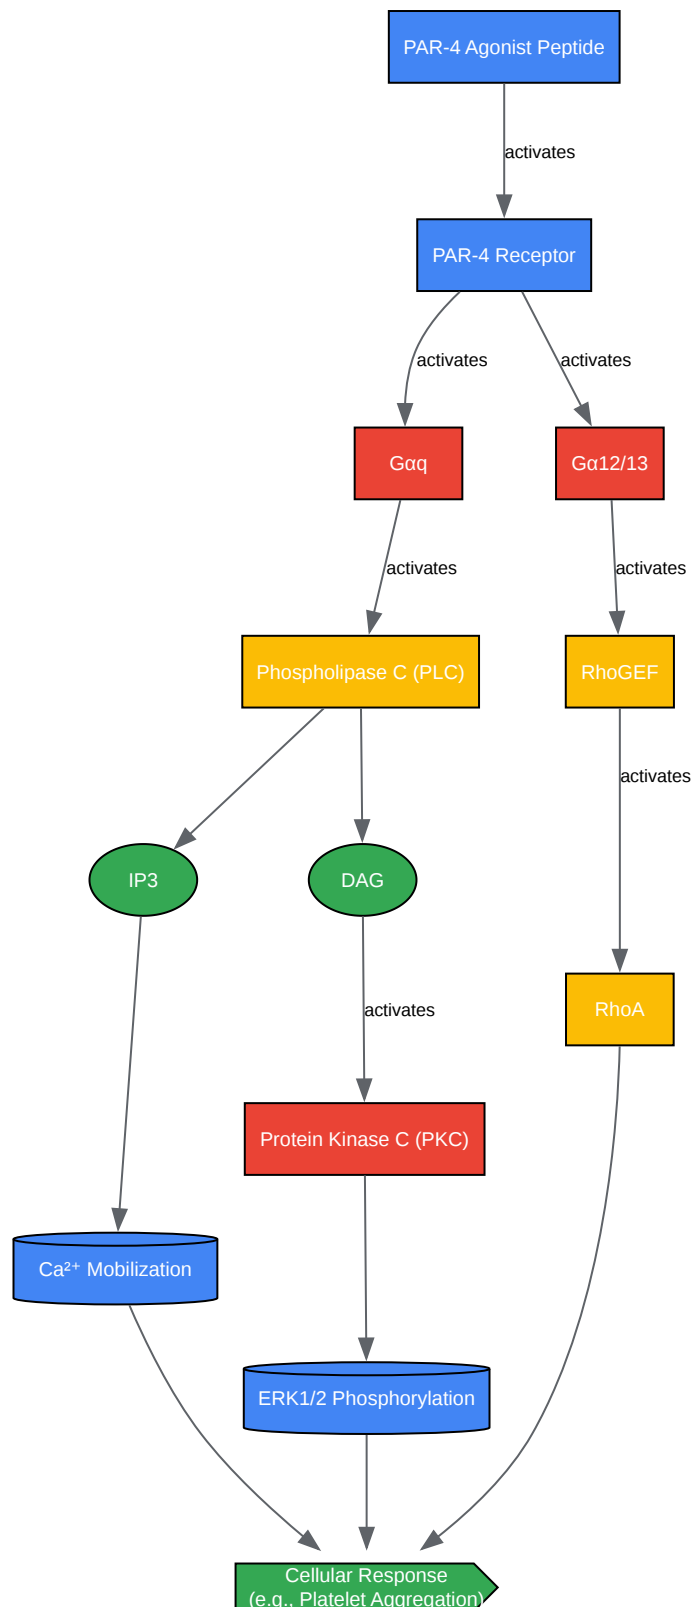 PAR-4 Agonist Peptide
activates
PAR-4 Receptor
activates
activates
Gαq
Gα12/13
activates
activates
Phospholipase C (PLC)
RhoGEF
activates
IP3
DAG
activates
RhoA
Protein Kinase C (PKC)
Ca²⁺ Mobilization
ERK1/2 Phosphorylation
Cellular Response
(e.g., Platelet Aggregation)